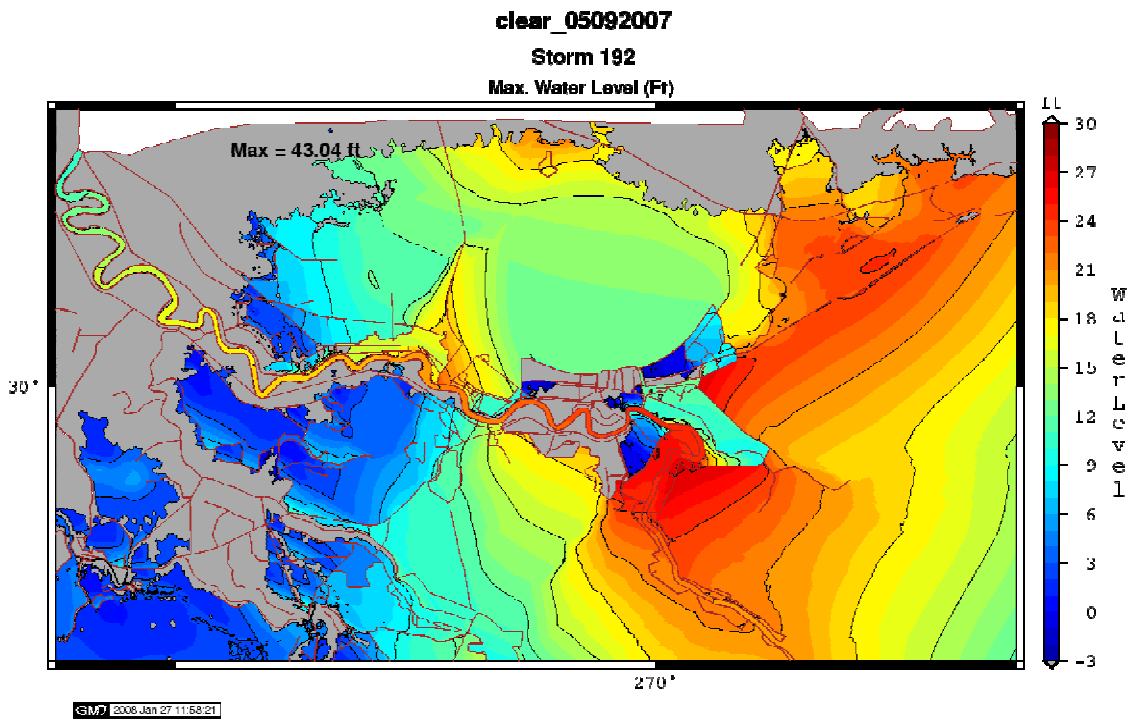 clear_05092007
Storm 192
Max. Water Level (Ft)
Max = 43.04 ft
30°
270°
ft
30
27
24
21
18
15
12
9
6
3
0
-3
Water Level
GMT 2008 Jan 27 11:58:21